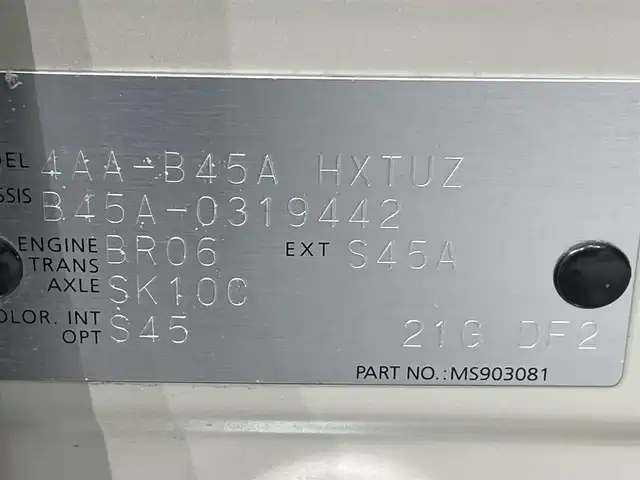 DEL 4AA-B45A HXTUZ
SSIS B45A-0319442
ENGINE BR06 EXT S45A
TRANS
AXLE SK10C
OLOR. INT S45
OPT 21G DF2
PART NO.:MS903081